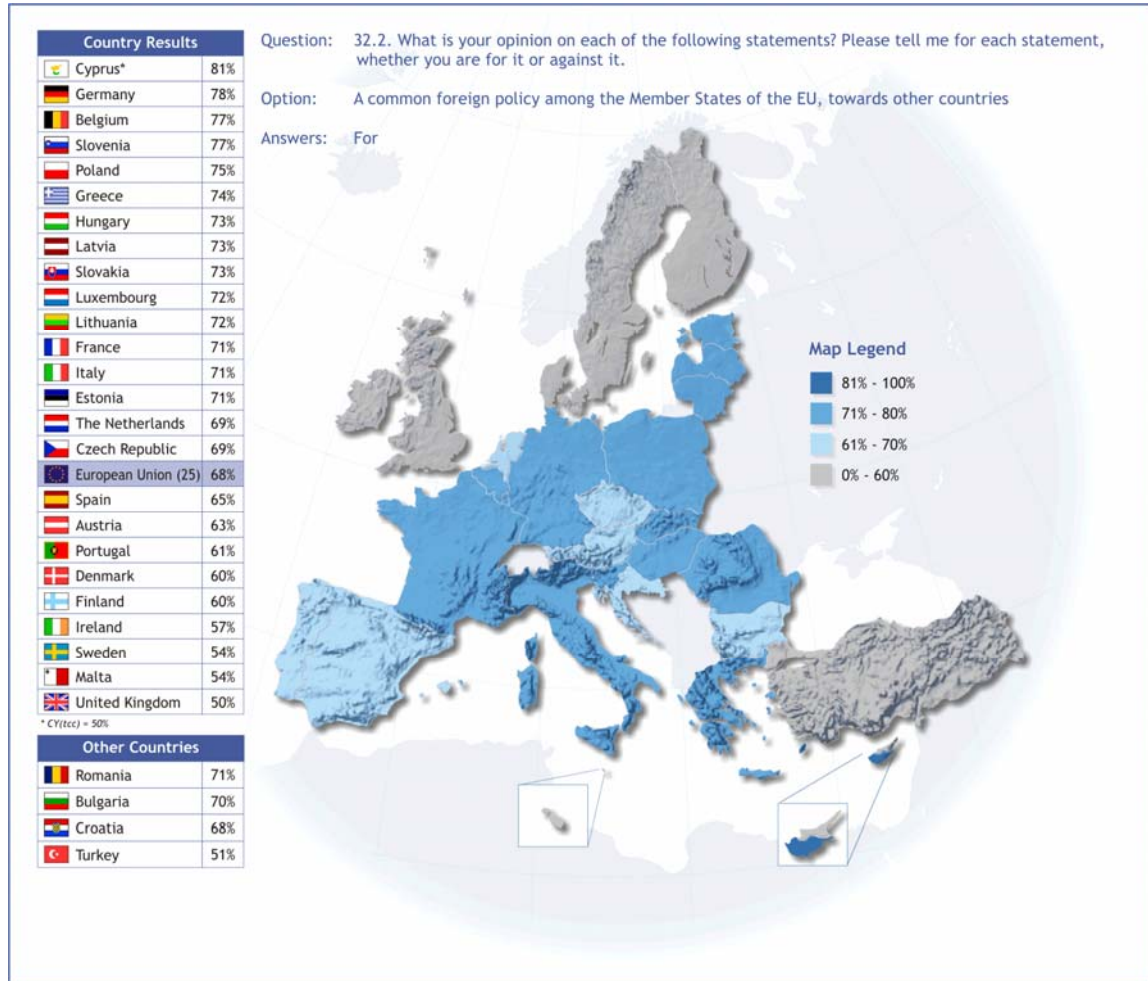 Country Results
Cyprus* 81%
Germany 78%
Belgium 77%
Slovenia 77%
Poland 75%
Greece 74%
Hungary 73%
Latvia 73%
Slovakia 73%
Luxembourg 72%
Lithuania 72%
France 71%
Italy 71%
Estonia 71%
The Netherlands 69%
Czech Republic 69%
European Union (25) 68%
Spain 65%
Austria 63%
Portugal 61%
Denmark 60%
Finland 60%
Ireland 57%
Sweden 54%
Malta 54%
United Kingdom 50%
* CY(tcc) = 50%
Other Countries
Romania 71%
Bulgaria 70%
Croatia 68%
Turkey 51%
Question: 32.2. What is your opinion on each of the following statements? Please tell me for each statement,
whether you are for it or against it.
Option: A common foreign policy among the Member States of the EU, towards other countries
Answers: For
Map Legend
81% - 100%
71% - 80%
61% - 70%
0% - 60%